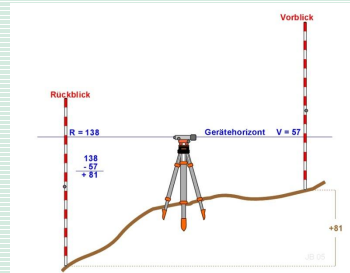 Vorblick
Rückblick
R = 138
Gerätehorizont
V = 57
138
- 57
+ 81
+81